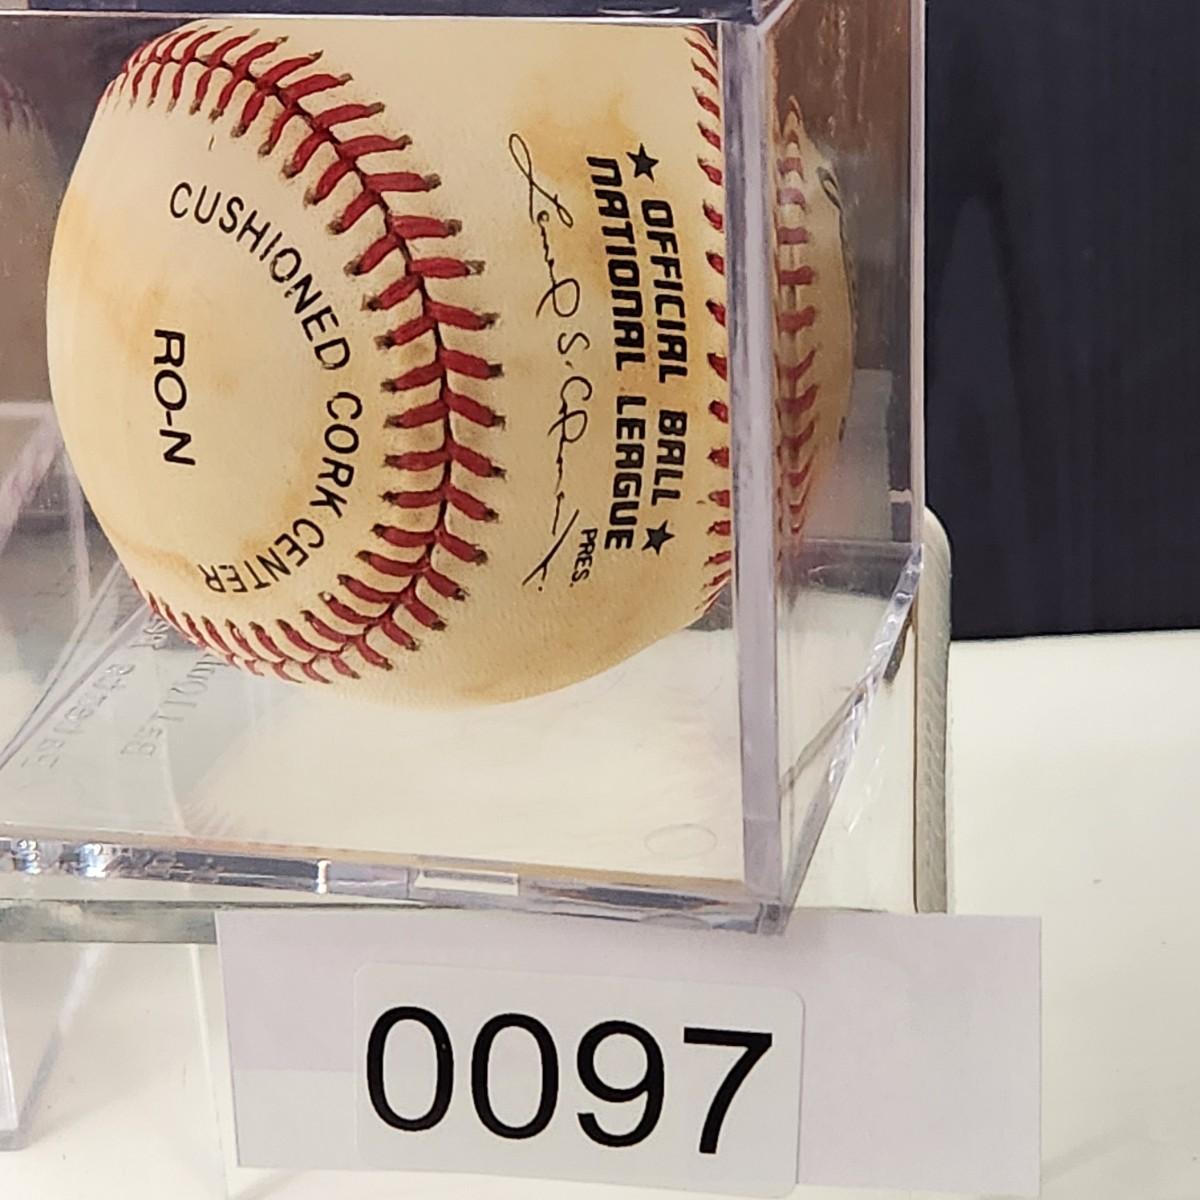 CUSHIONED CORK CENTER
RO-N
★ OFFICIAL BALL ★
NATIONAL LEAGUE
PRES.
0097